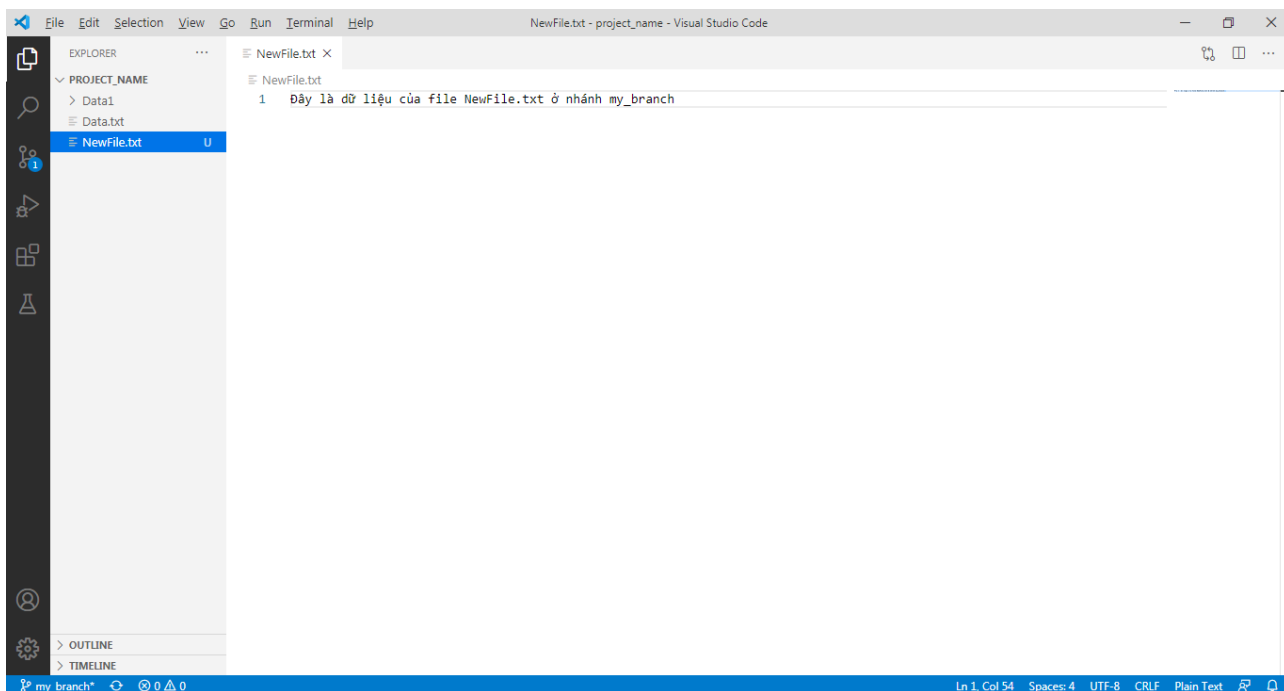 File Edit Selection View Go Run Terminal Help NewFile.txt - project_name - Visual Studio Code
EXPLORER ...
NewFile.txt
PROJECT_NAME
NewFile.txt
Data1
1 Đây là dữ liệu của file NewFile.txt ở nhánh my_branch
Data.txt
NewFile.txt U
1
OUTLINE
TIMELINE
my_branch* 0 0 Ln 1, Col 54 Spaces: 4 UTF-8 CRLF Plain Text